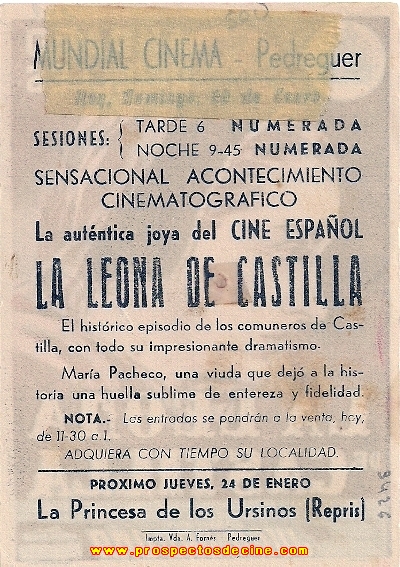 MUNDIAL CINEMA - Pedreguer
Hoy, Domingo, 20 de Enero
SESIONES: { TARDE 6 NUMERADA
NOCHE 9-45 NUMERADA
SENSACIONAL ACONTECIMIENTO
CINEMATOGRAFICO
La auténtica joya del CINE ESPAÑOL
LA LEONA DE CASTILLA
El histórico episodio de los comuneros de Cas-
tilla, con todo su impresionante dramatismo.
María Pacheco, una viuda que dejó a la his-
toria una huella sublime de entereza y fidelidad.
NOTA.- Las entradas se pondrán a la venta, hoy,
de 11-30 a 1.
ADQUIERA CON TIEMPO SU LOCALIDAD.
PROXIMO JUEVES, 24 DE ENERO
La Princesa de los Ursinos (Repris)
Impta. Vda. A. Fornés Pedreguer
www.prospectosdecine.com
3426